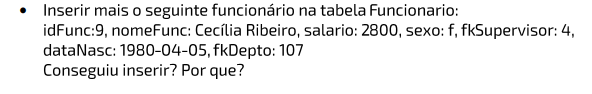 • Inserir mais o seguinte funcionário na tabela Funcionario:
idFunc:9, nomeFunc: Cecília Ribeiro, salario: 2800, sexo: f, fkSupervisor: 4,
dataNasc: 1980-04-05, fkDepto: 107
Conseguiu inserir? Por que?